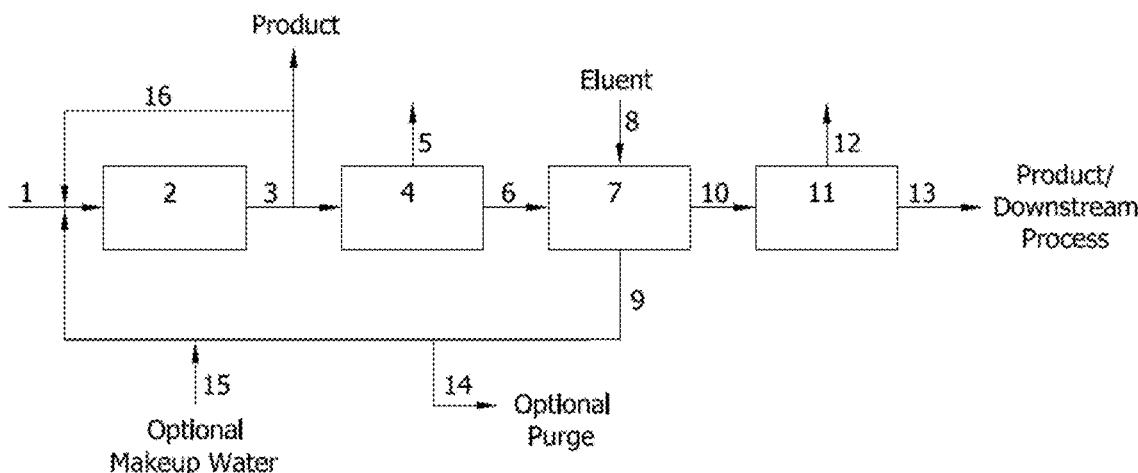 Product
16
Eluent
5
8
12
1
2
3
4
6
7
10
11
13
Product/
Downstream
Process
9
15
14
Optional
Makeup Water
Optional
Purge